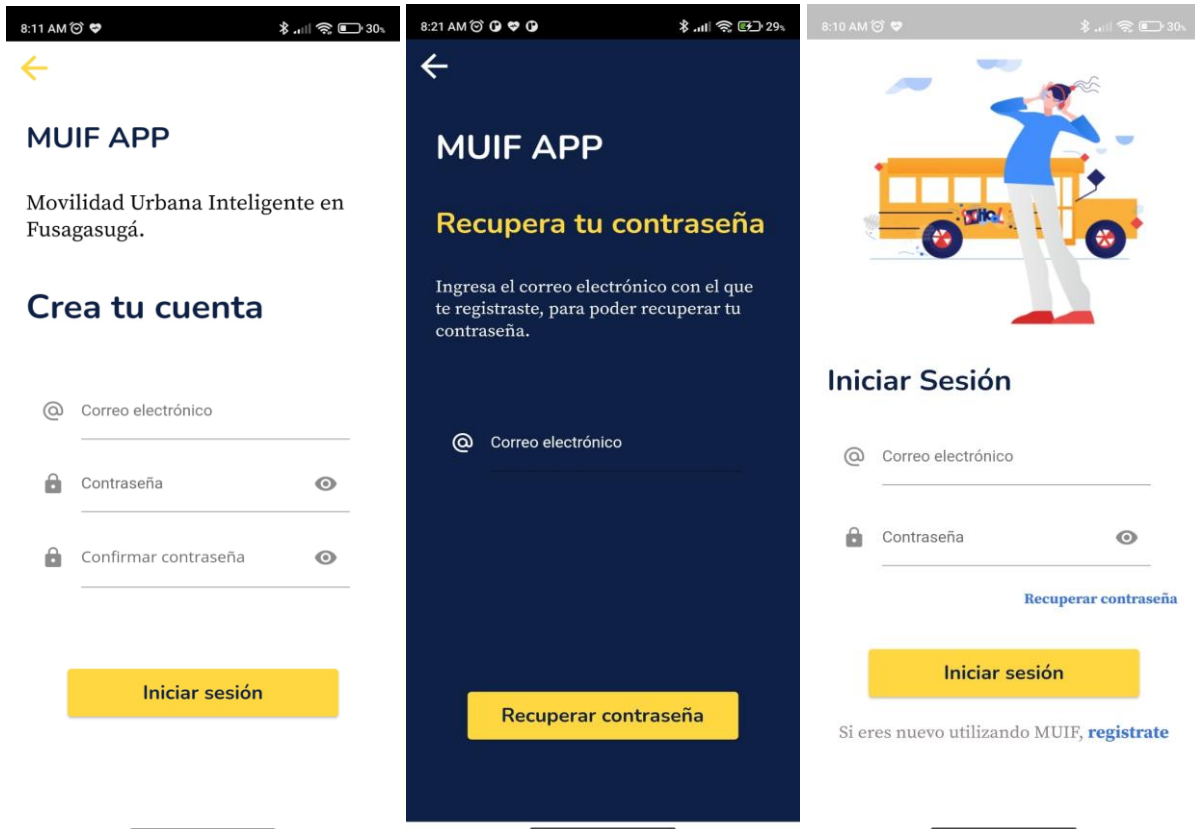 8:11 AM
30%
MUIF APP
Movilidad Urbana Inteligente en
Fusagasugá.
Crea tu cuenta
Correo electrónico
Contraseña
Confirmar contraseña
Iniciar sesión
8:21 AM
29%
MUIF APP
Recupera tu contraseña
Ingresa el correo electrónico con el que
te registraste, para poder recuperar tu
contraseña.
@ Correo electrónico
Recuperar contraseña
8:10 AM
30%
Iniciar Sesión
@ Correo electrónico
Contraseña
Recuperar contraseña
Iniciar sesión
Si eres nuevo utilizando MUIF, registrate